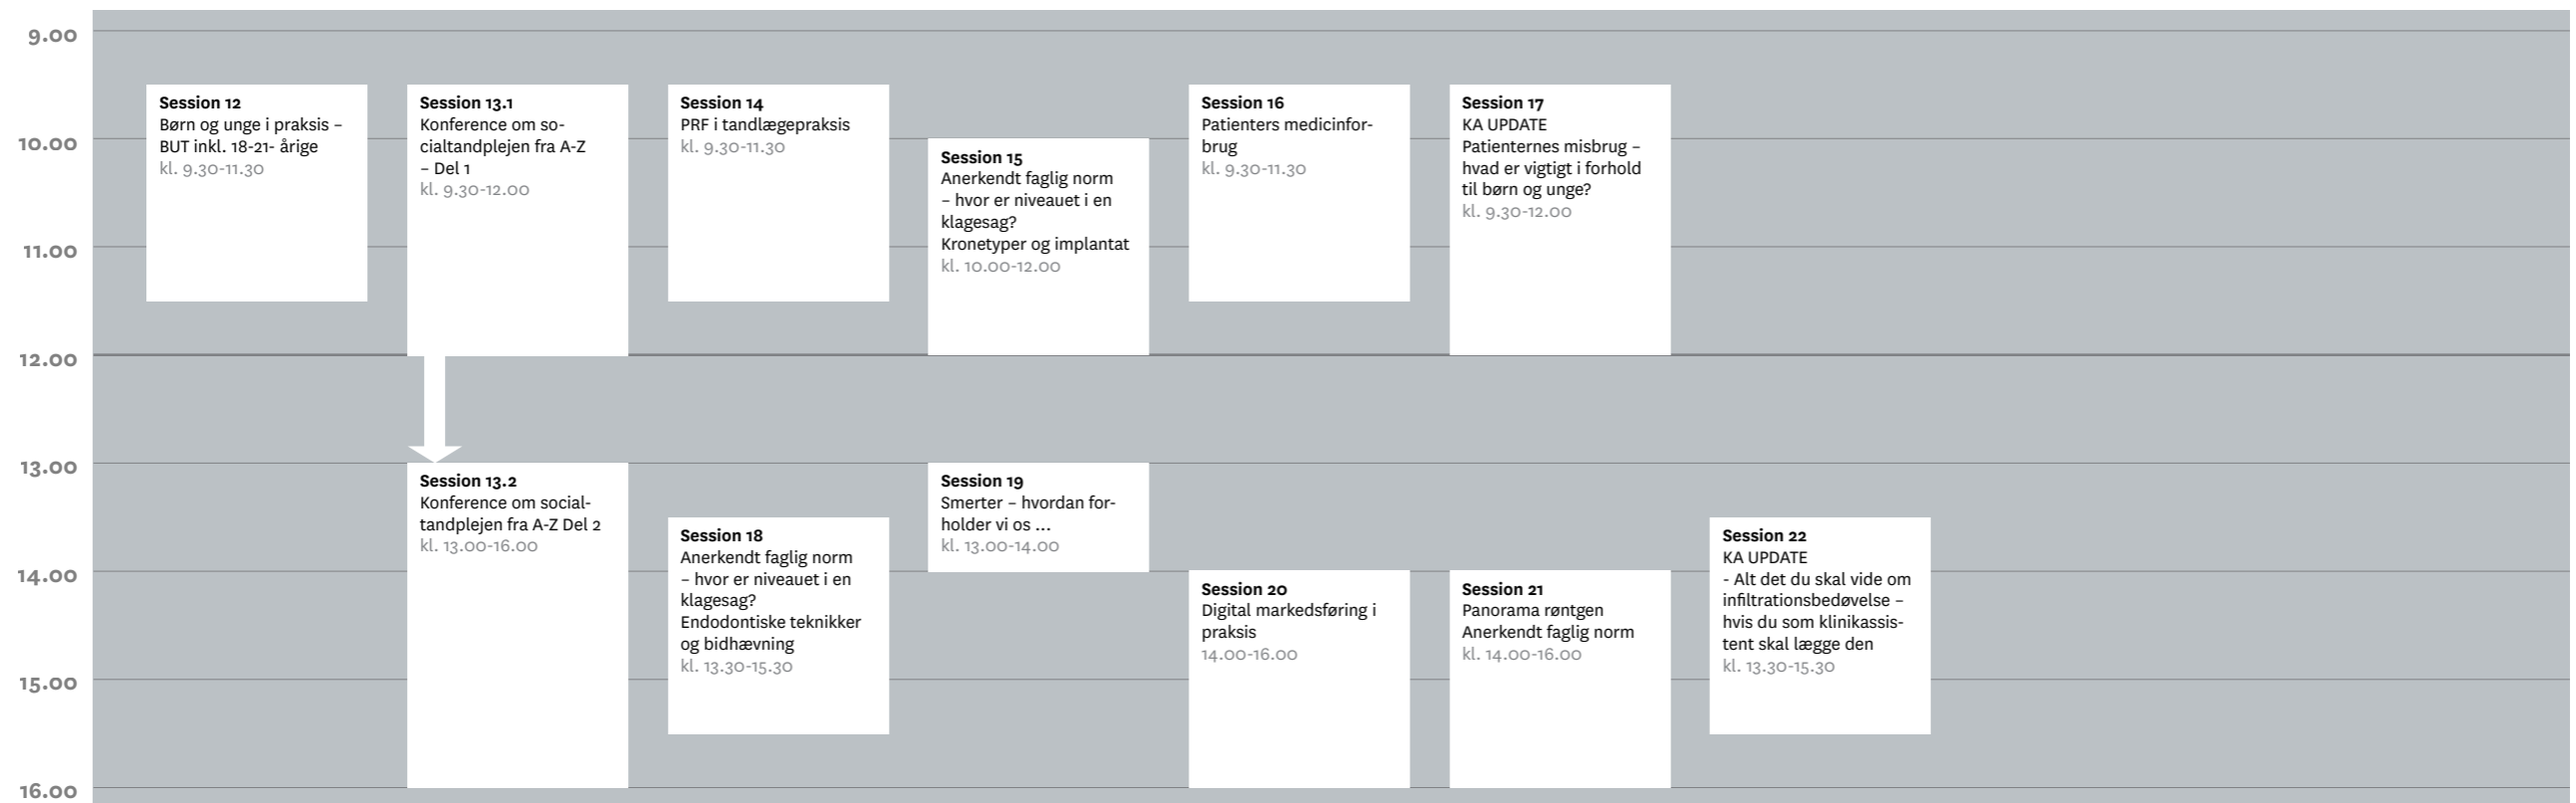 9.00
10.00
11.00
12.00
13.00
14.00
15.00
16.00
Session 12
Børn og unge i praksis –
BUT inkl. 18-21- årige
kl. 9.30-11.30
Session 13.1
Konference om so-
cialtandplejen fra A-Z
– Del 1
kl. 9.30-12.00
Session 14
PRF i tandlægepraksis
kl. 9.30-11.30
Session 15
Anerkendt faglig norm
– hvor er niveauet i en
klagesag?
Kronetyper og implantat
kl. 10.00-12.00
Session 16
Patienters medicinfor-
brug
kl. 9.30-11.30
Session 17
KA UPDATE
Patienternes misbrug –
hvad er vigtigt i forhold
til børn og unge?
kl. 9.30-12.00
Session 13.2
Konference om social-
tandplejen fra A-Z Del 2
kl. 13.00-16.00
Session 18
Anerkendt faglig norm
– hvor er niveauet i en
klagesag?
Endodontiske teknikker
og bidhævning
kl. 13.30-15.30
Session 19
Smerter – hvordan for-
holder vi os ...
kl. 13.00-14.00
Session 20
Digital markedsføring i
praksis
14.00-16.00
Session 21
Panorama røntgen
Anerkendt faglig norm
kl. 14.00-16.00
Session 22
KA UPDATE
- Alt det du skal vide om
infiltrationsbedøvelse –
hvis du som klinikassis-
tent skal lægge den
kl. 13.30-15.30